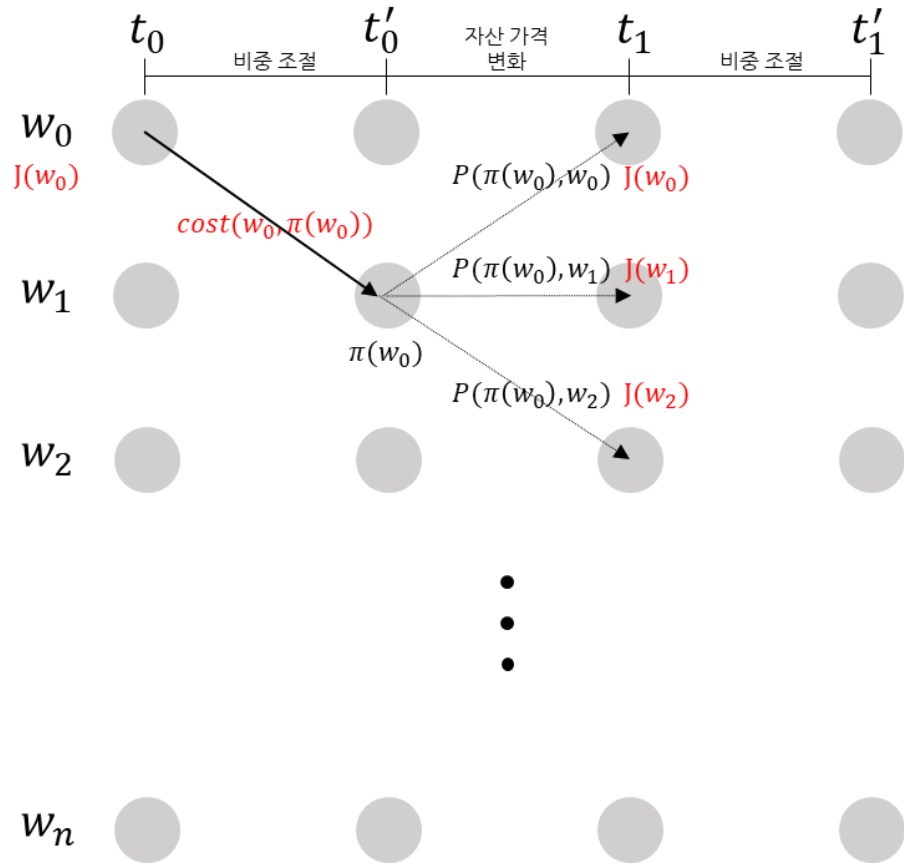 t₀ t′₀ t₁ t′₁
비중 조절 자산 가격 변화 비중 조절
w₀
J(w₀)
cost(w₀,π(w₀))
P(π(w₀),w₀) J(w₀)
w₁
P(π(w₀),w₁) J(w₁)
π(w₀)
P(π(w₀),w₂) J(w₂)
w₂
wₙ